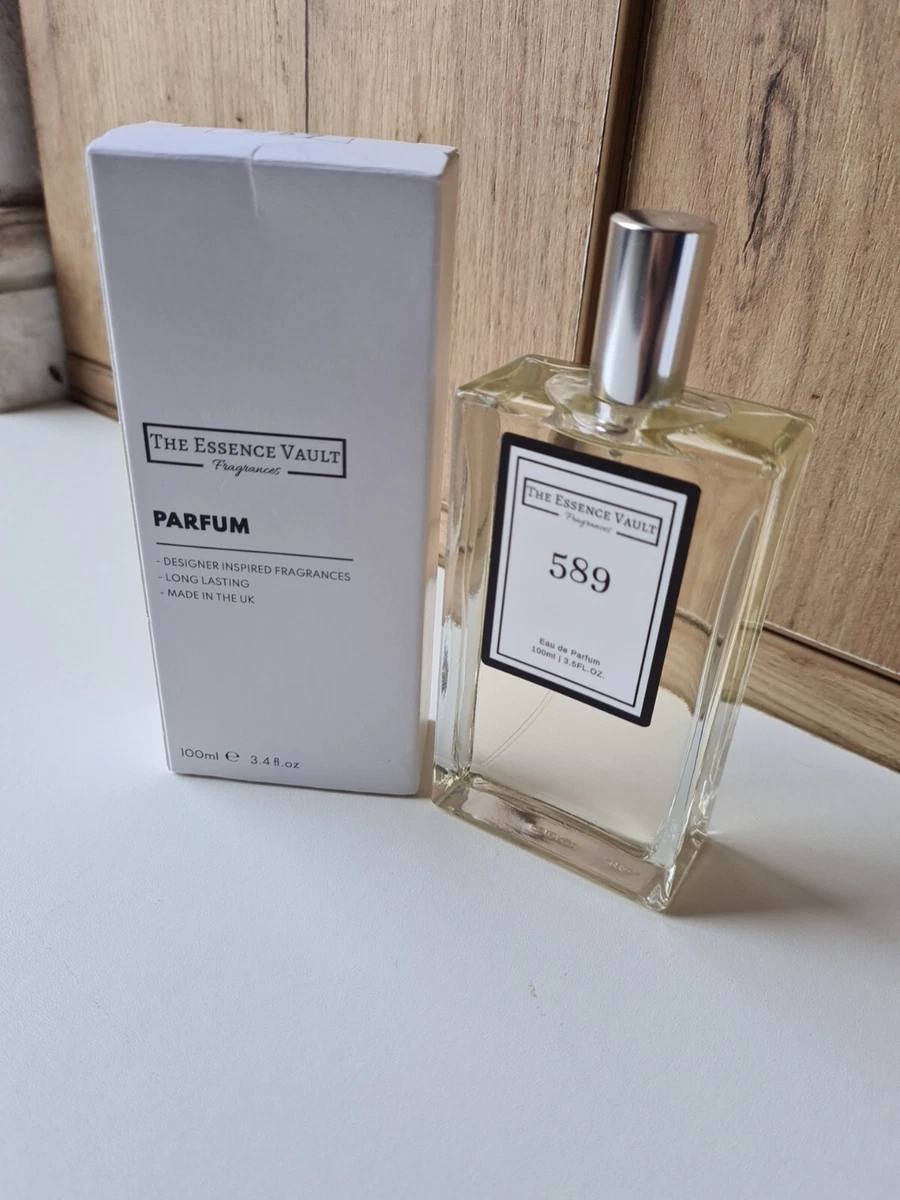 THE ESSENCE VAULT
Fragrances
PARFUM
- DESIGNER INSPIRED FRAGRANCES
- LONG LASTING
- MADE IN THE UK
100ml ℮ 3.4 fl.oz
THE ESSENCE VAULT
Fragrances
589
Eau de Parfum
100ml | 3.5FL.OZ.